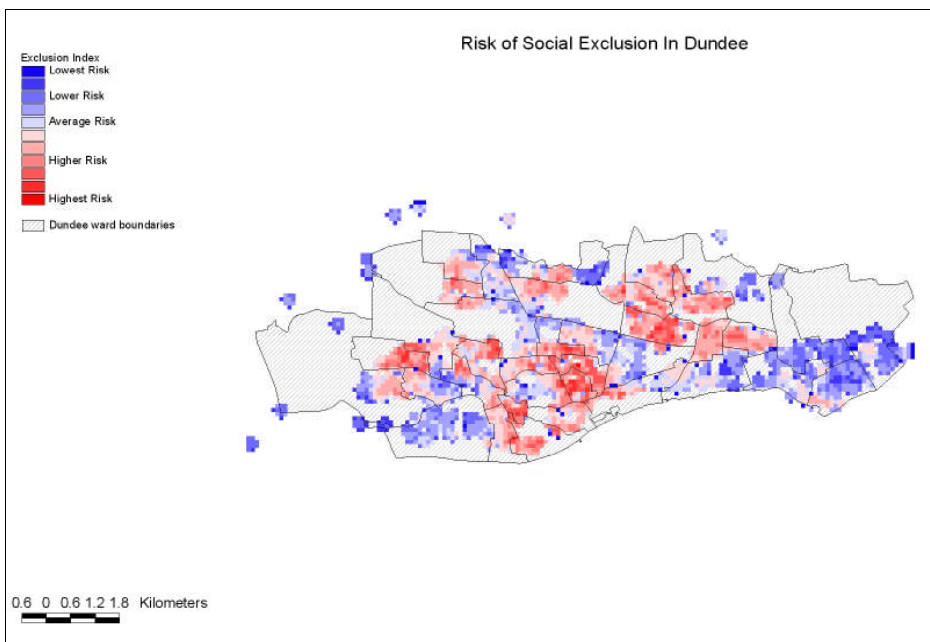 Risk of Social Exclusion In Dundee
Exclusion Index
Lowest Risk
Lower Risk
Average Risk
Higher Risk
Highest Risk
Dundee ward boundaries
0.6 0 0.6 1.2 1.8 Kilometers